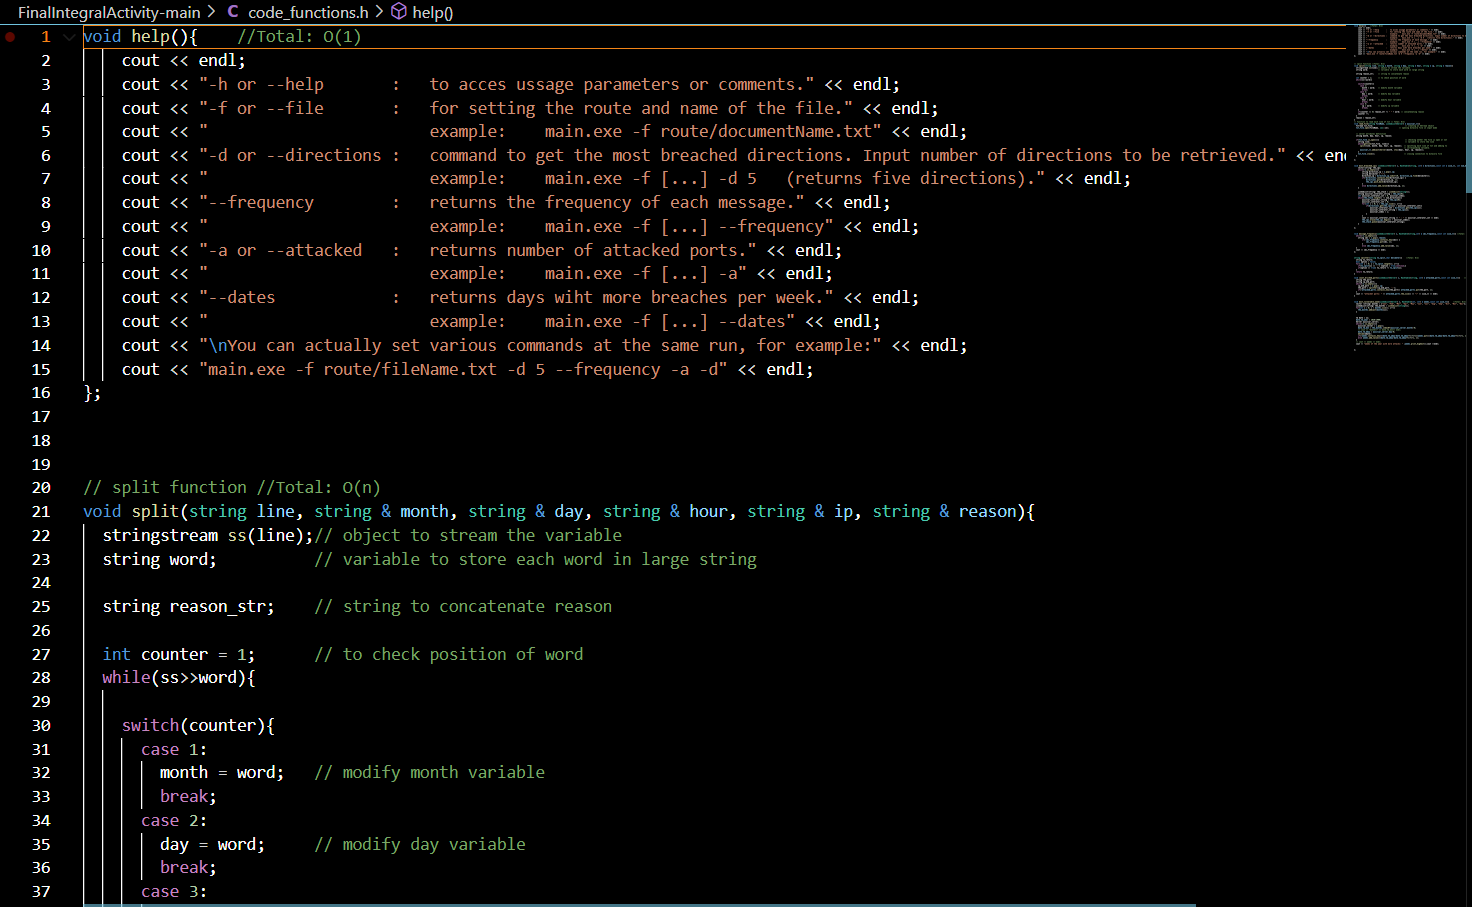 FinalIntegralActivity-main > C code_functions.h > help()
1 void help(){    //Total: O(1)
2     cout << endl;
3     cout << "-h or --help       :   to acces ussage parameters or comments." << endl;
4     cout << "-f or --file       :   for setting the route and name of the file." << endl;
5     cout << "                       example:    main.exe -f route/documentName.txt" << endl;
6     cout << "-d or --directions :   command to get the most breached directions. Input number of directions to be retrieved." << en
7     cout << "                       example:    main.exe -f [...] -d 5   (returns five directions)." << endl;
8     cout << "--frequency        :   returns the frequency of each message." << endl;
9     cout << "                       example:    main.exe -f [...] --frequency" << endl;
10     cout << "-a or --attacked   :   returns number of attacked ports." << endl;
11     cout << "                       example:    main.exe -f [...] -a" << endl;
12     cout << "--dates            :   returns days wiht more breaches per week." << endl;
13     cout << "                       example:    main.exe -f [...] --dates" << endl;
14     cout << "\nYou can actually set various commands at the same run, for example:" << endl;
15     cout << "main.exe -f route/fileName.txt -d 5 --frequency -a -d" << endl;
16 };
17
18
19
20 // split function //Total: O(n)
21 void split(string line, string & month, string & day, string & hour, string & ip, string & reason){
22   stringstream ss(line);// object to stream the variable
23   string word;          // variable to store each word in large string
24
25   string reason_str;    // string to concatenate reason
26
27   int counter = 1;      // to check position of word
28   while(ss>>word){
29
30     switch(counter){
31       case 1:
32         month = word;   // modify month variable
33         break;
34       case 2:
35         day = word;     // modify day variable
36         break;
37       case 3: